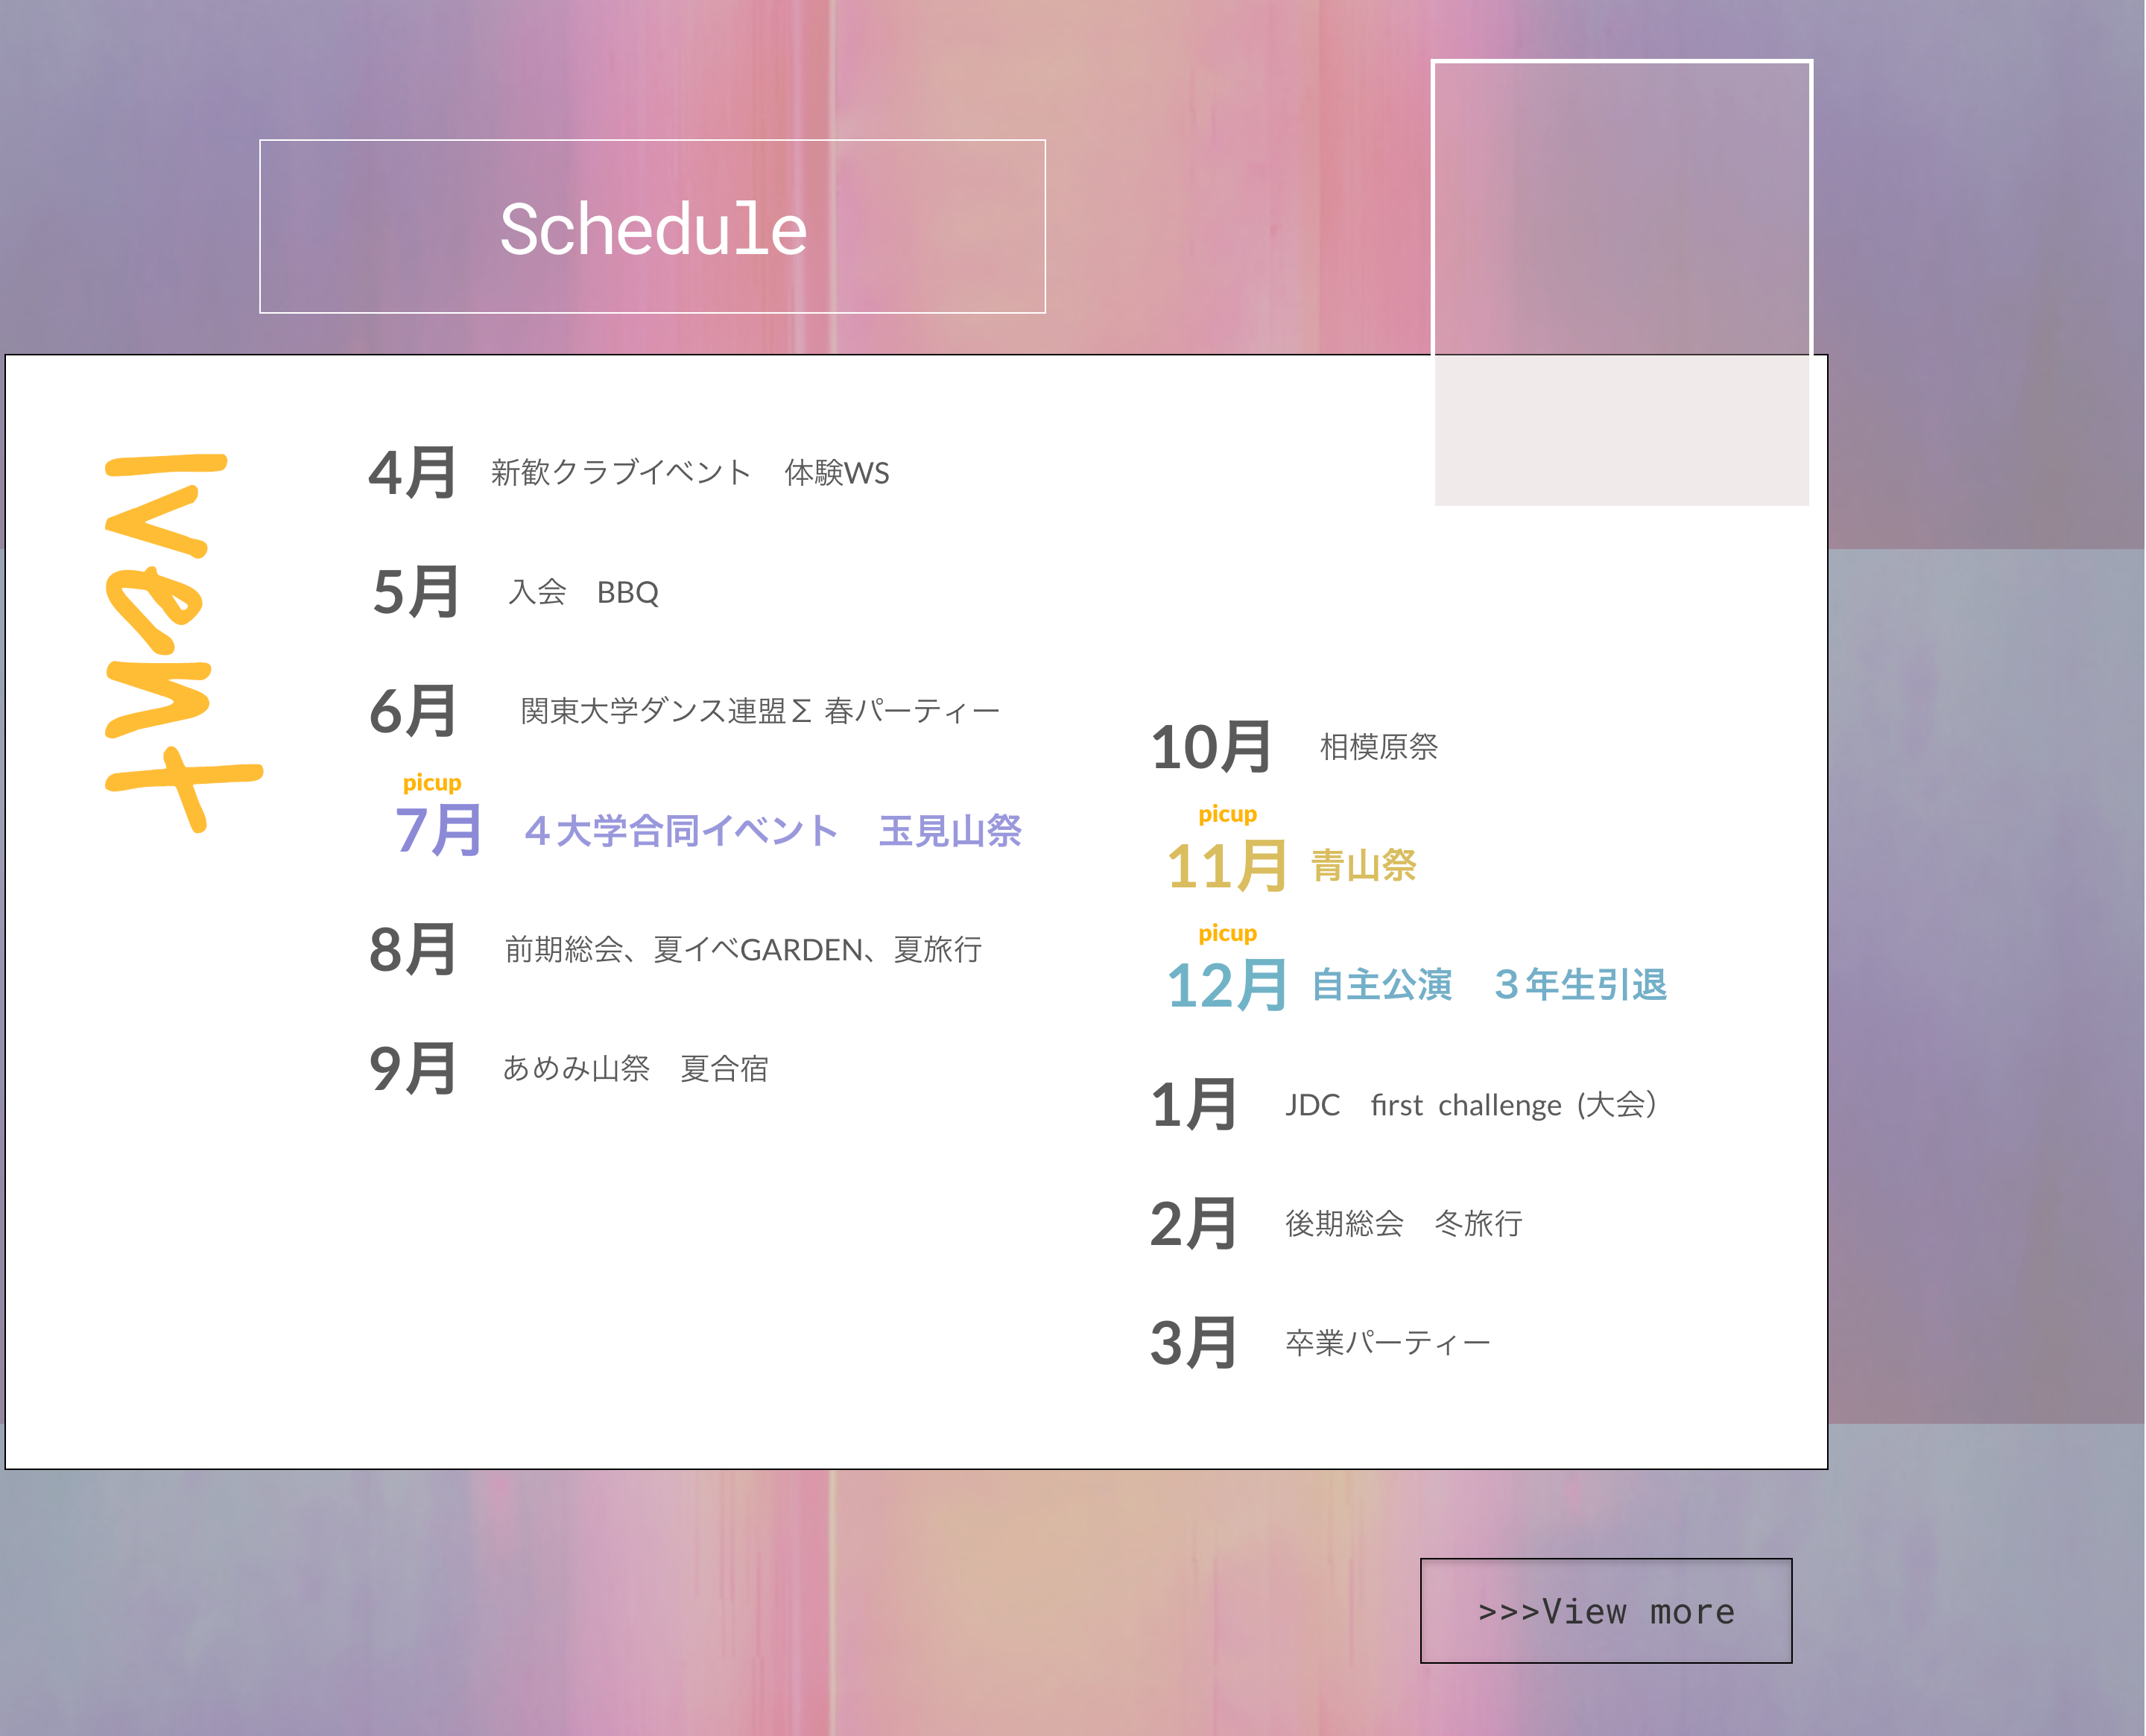 Schedule
Ivent
4月 新歓クラブイベント　体験WS
5月 入会　BBQ
6月 関東大学ダンス連盟Σ 春パーティー
picup
7月 ４大学合同イベント　玉見山祭
8月 前期総会、夏イベGARDEN、夏旅行
9月 あめみ山祭　夏合宿
10月 相模原祭
picup
11月 青山祭
picup
12月 自主公演　３年生引退
1月 JDC　first challenge (大会）
2月 後期総会　冬旅行
3月 卒業パーティー
>>>View more